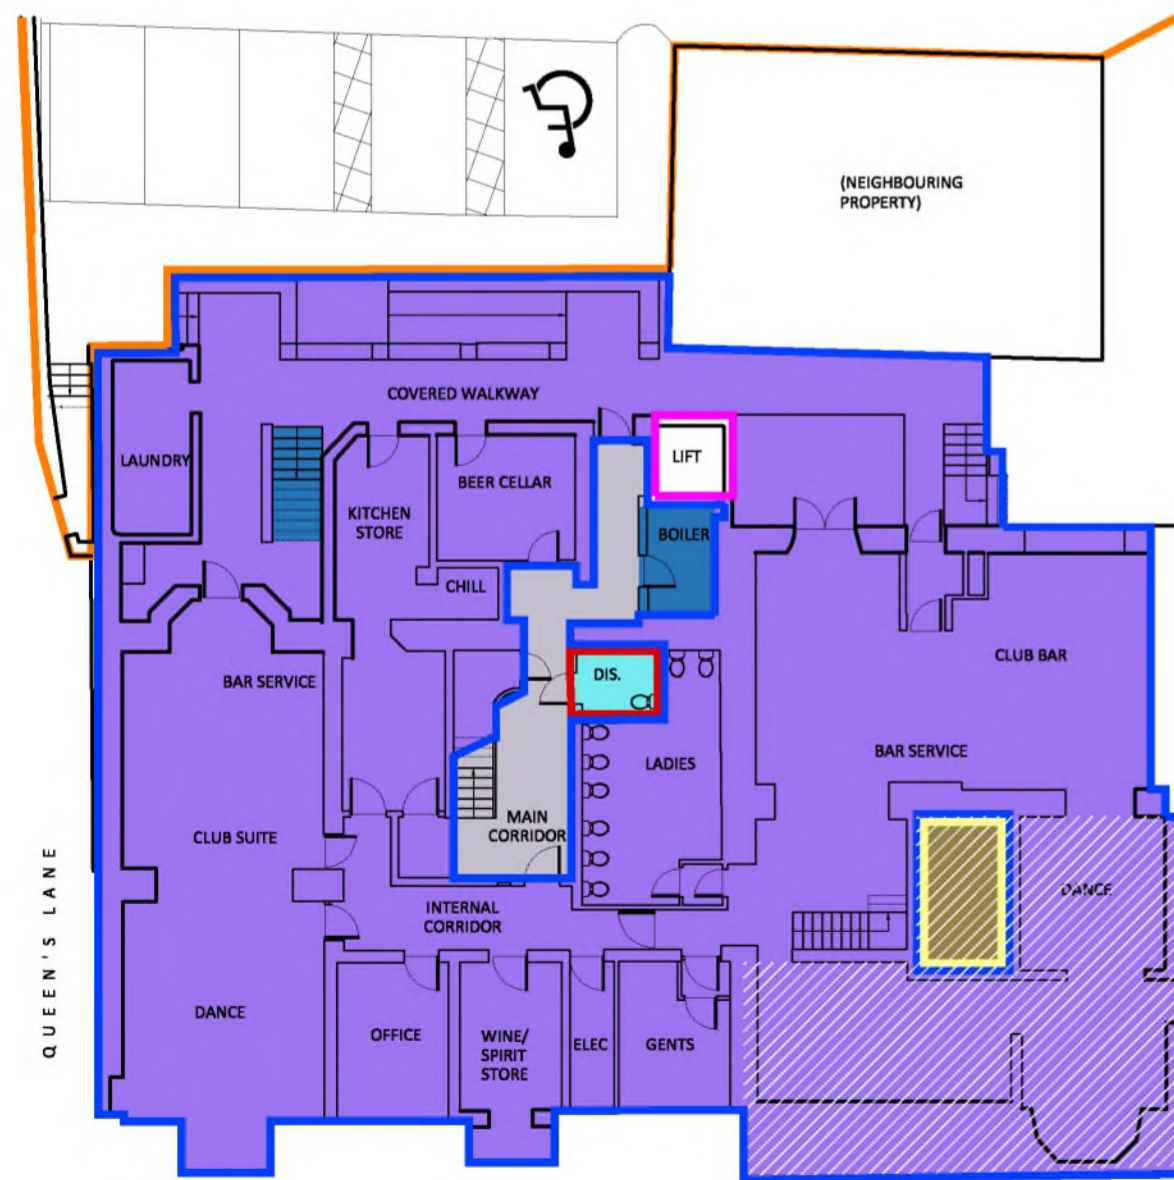 (NEIGHBOURING
PROPERTY)
COVERED WALKWAY
LAUNDRY
LIFT
BEER CELLAR
KITCHEN
STORE
BOILER
CHILL
CLUB BAR
BAR SERVICE
DIS.
BAR SERVICE
LADIES
MAIN
CORRIDOR
CLUB SUITE
DANCE
QUEEN'S LANE
INTERNAL
CORRIDOR
DANCE
OFFICE
WINE/
SPIRIT
STORE
ELEC
GENTS